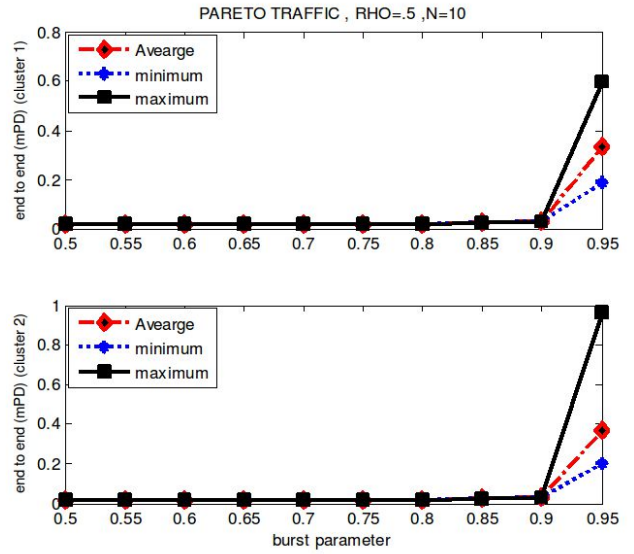 PARETO TRAFFIC , RHO=.5 ,N=10
end to end (mPD) (cluster 1)
0.8
0.6
0.4
0.2
0
Avearge
minimum
maximum
0.5 0.55 0.6 0.65 0.7 0.75 0.8 0.85 0.9 0.95
end to end (mPD) (cluster 2)
1
0.8
0.6
0.4
0.2
0
Avearge
minimum
maximum
0.5 0.55 0.6 0.65 0.7 0.75 0.8 0.85 0.9 0.95
burst parameter